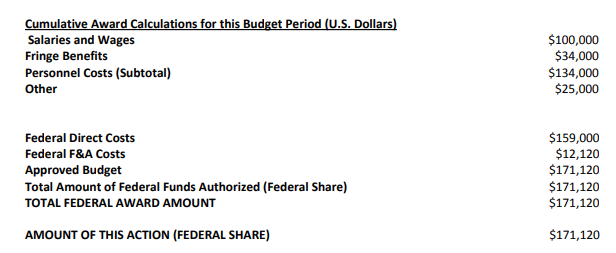 Cumulative Award Calculations for this Budget Period (U.S. Dollars)
Salaries and Wages $100,000
Fringe Benefits $34,000
Personnel Costs (Subtotal) $134,000
Other $25,000
Federal Direct Costs $159,000
Federal F&A Costs $12,120
Approved Budget $171,120
Total Amount of Federal Funds Authorized (Federal Share) $171,120
TOTAL FEDERAL AWARD AMOUNT $171,120
AMOUNT OF THIS ACTION (FEDERAL SHARE) $171,120